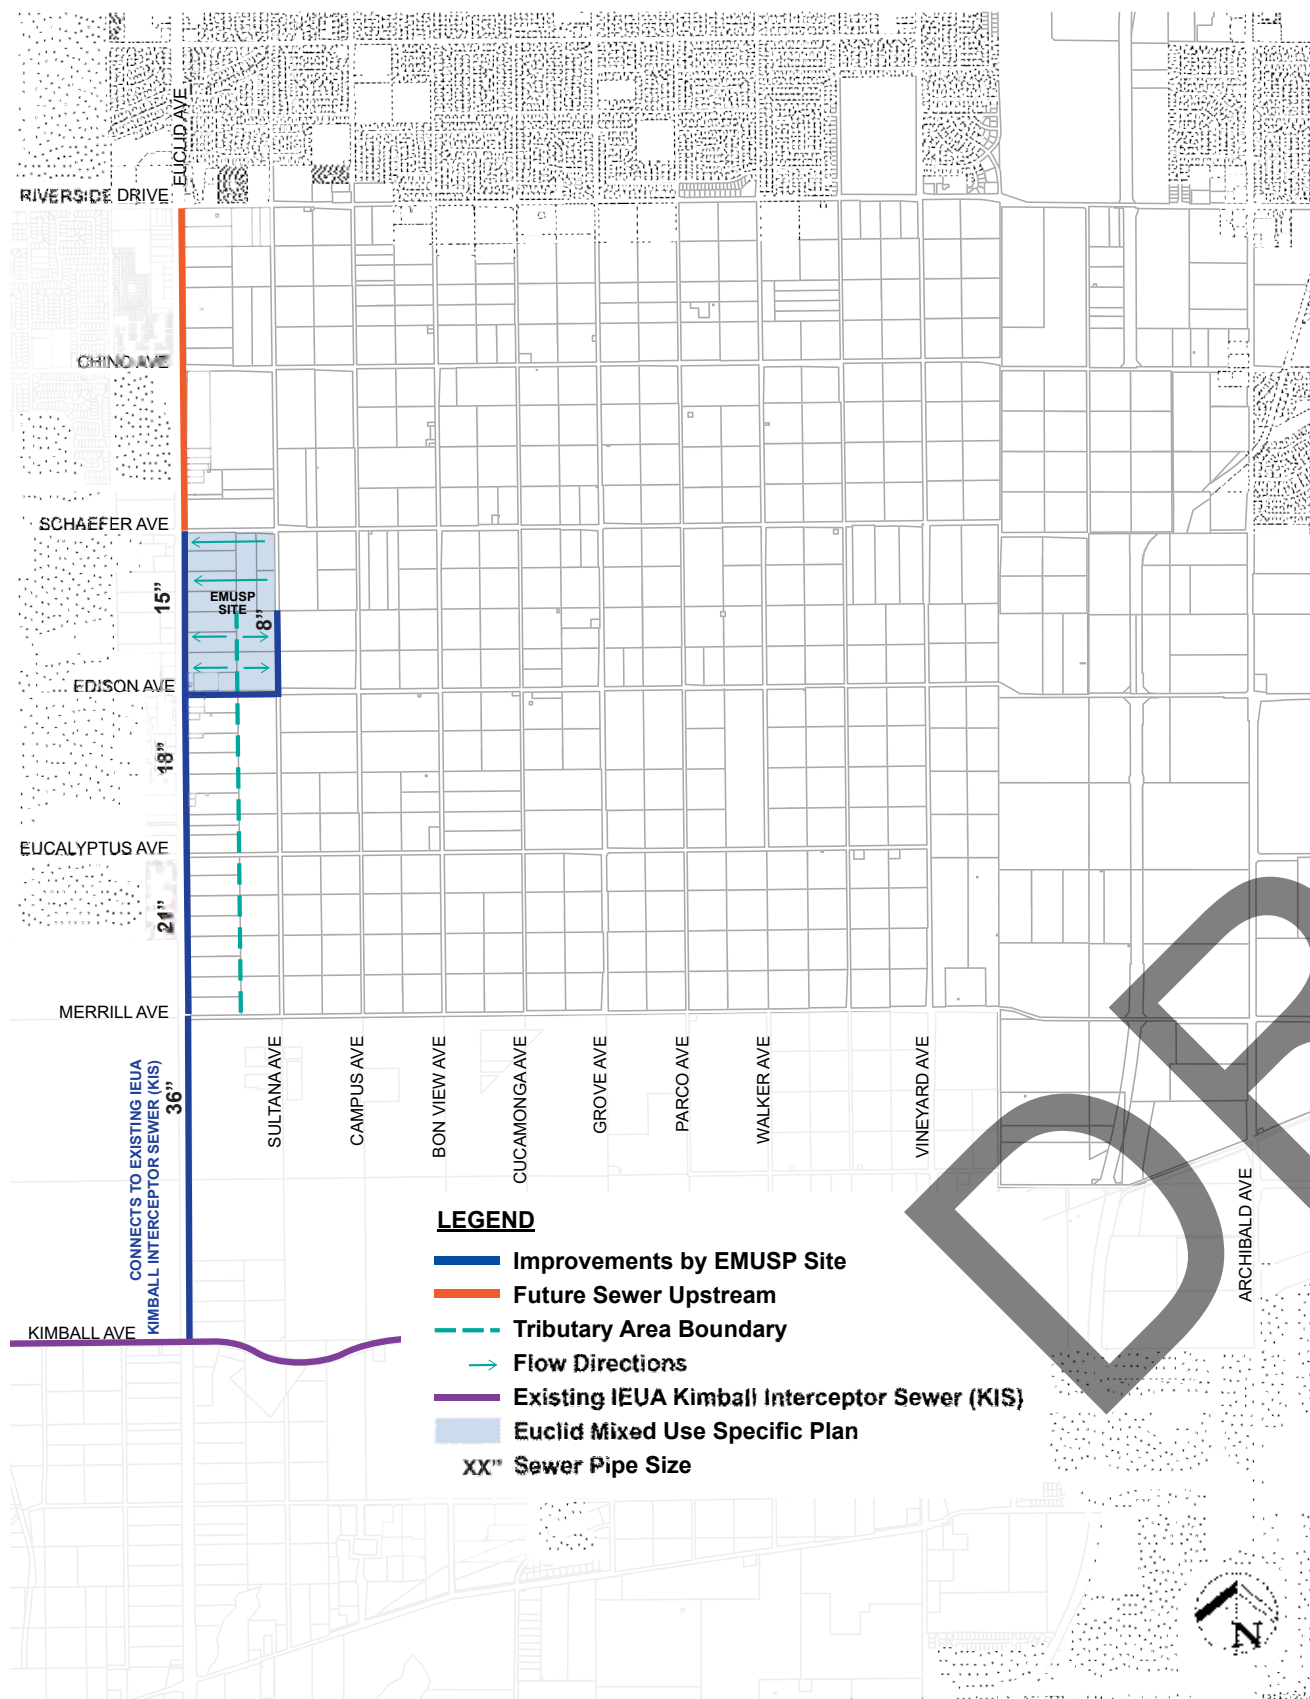 EUCLID AVE
RIVERSIDE DRIVE
CHINO AVE
SCHAEFER AVE
15”
EMUSP
SITE
8”
EDISON AVE
18”
EUCALYPTUS AVE
21”
MERRILL AVE
SULTANA AVE
CAMPUS AVE
BON VIEW AVE
CUCAMONGA AVE
GROVE AVE
PARCO AVE
WALKER AVE
VINEYARD AVE
ARCHIBALD AVE
36”
CONNECTS TO EXISTING IEUA
KIMBALL INTERCEPTOR SEWER (KIS)
KIMBALL AVE
LEGEND
Improvements by EMUSP Site
Future Sewer Upstream
Tributary Area Boundary
Flow Directions
Existing IEUA Kimball Interceptor Sewer (KIS)
Euclid Mixed Use Specific Plan
XX” Sewer Pipe Size
N
DR